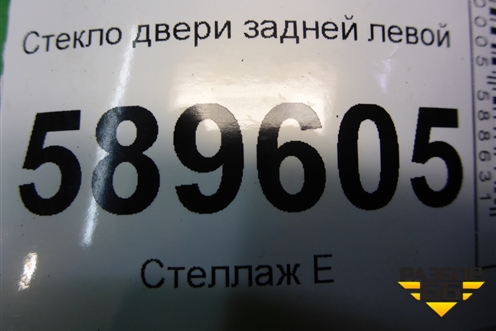 Стекло двери задней левой
589605
Стеллаж Е